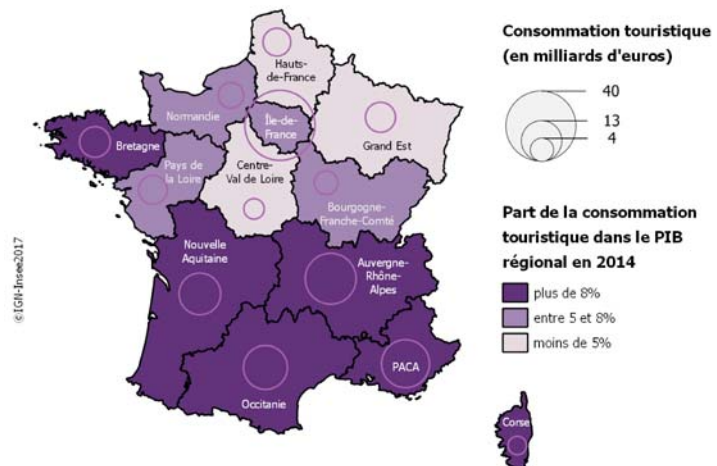 Consommation touristique
(en milliards d'euros)
40
13
4
Hauts-
de-France
Normandie
Île-de-
France
Grand Est
Bretagne
Pays de
la Loire
Centre-
Val de Loire
Bourgogne-
Franche-Comté
Part de la consommation
touristique dans le PIB
régional en 2014
plus de 8%
entre 5 et 8%
moins de 5%
Nouvelle
Aquitaine
Auvergne-
Rhône-
Alpes
PACA
Occitanie
Corse
©IGN-Insee2017